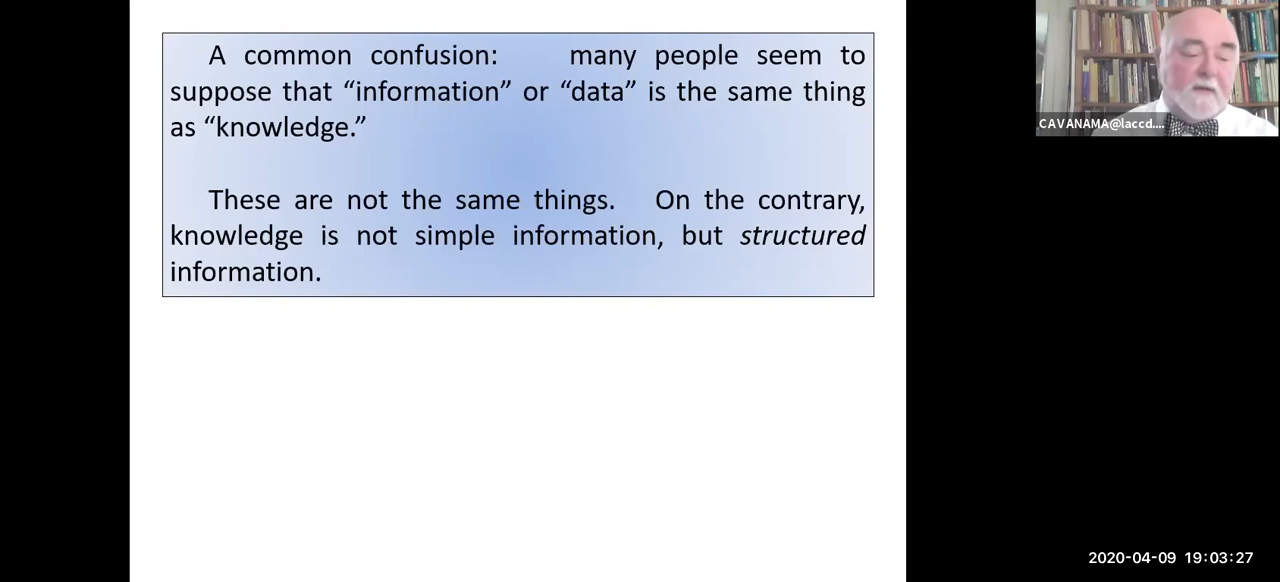 A common confusion: many people seem to
suppose that “information” or “data” is the same thing
as “knowledge.”
These are not the same things. On the contrary,
knowledge is not simple information, but structured
information.
CAVANAMA@laccd....
2020-04-09 19:03:27